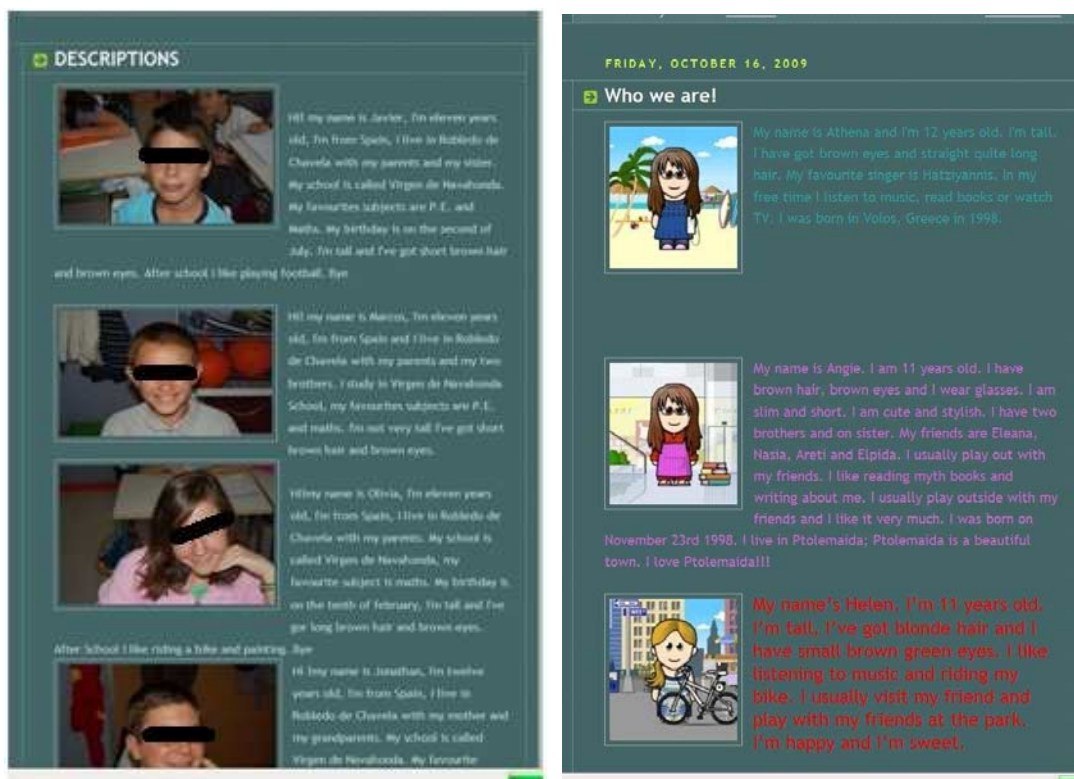 DESCRIPTIONS
Hi! my name is Javier, I'm eleven years
old, I'm from Spain, I live in Robledo de
Chavela with my parents and my sister.
My school is called Virgen de Navahonda.
My favourites subjects are P.E. and
Maths. My birthday is on the second of
July. I'm tall and I've got short brown hair
and brown eyes. After school I like playing football. Bye
Hi! my name is Marcos, I'm eleven years
old, I'm from Spain and I live in Robledo
de Chavela with my parents and my two
brothers. I study in Virgen de Navahonda
School, my favourites subjects are P.E.
and maths. I'm not very tall I've got short
brown hair and brown eyes.
Hi!my name is Olivia, I'm eleven years
old, I'm from Spain, I live in Robledo de
Chavela with my parents. My school is
called Virgen de Navahonda, my
favourite subject is maths. My birthday is
on the tenth of february, I'm tall and I've
gor long brown hair and brown eyes.
After School I like riding a bike and painting. Bye
Hi !my name is Jonathan, I'm twelve
years old, I'm from Spain, I live in
Robledo de Chavela with my mother and
my grandparents. My school is called
Virgen de Navahonda. My favourite
FRIDAY, OCTOBER 16, 2009
Who we are!
My name is Athena and I'm 12 years old. I'm tall.
I have got brown eyes and straight quite long
hair. My favourite singer is Hatziyannis. In my
free time I listen to music, read books or watch
TV. I was born in Volos, Greece in 1998.
My name is Angie. I am 11 years old. I have
brown hair, brown eyes and I wear glasses. I am
slim and short. I am cute and stylish. I have two
brothers and on sister. My friends are Eleana,
Nasia, Areti and Elpida. I usually play out with
my friends. I like reading myth books and
writing about me. I usually play outside with my
friends and I like it very much. I was born on
November 23rd 1998. I live in Ptolemaida; Ptolemaida is a beautiful
town. I love Ptolemaida!!!
My name's Helen. I'm 11 years old.
I'm tall. I've got blonde hair and I
have small brown green eyes. I like
listening to music and riding my
bike. I usually visit my friend and
play with my friends at the park.
I'm happy and I'm sweet.